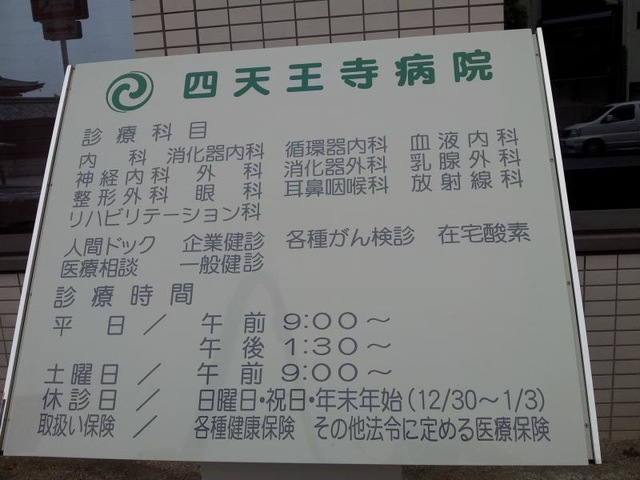 四天王寺病院
診療科目
内科 消化器内科 循環器内科 血液内科
神経内科 外科 消化器外科 乳腺外科
整形外科 眼科 耳鼻咽喉科 放射線科
リハビリテーション科
人間ドック 企業健診 各種がん検診 在宅酸素
医療相談 一般健診
診療時間
平日／ 午前 9:00～
午後 1:30～
土曜日／ 午前 9:00～
休診日／ 日曜日・祝日・年末年始(12/30～1/3)
取扱い保険／ 各種健康保険 その他法令に定める医療保険